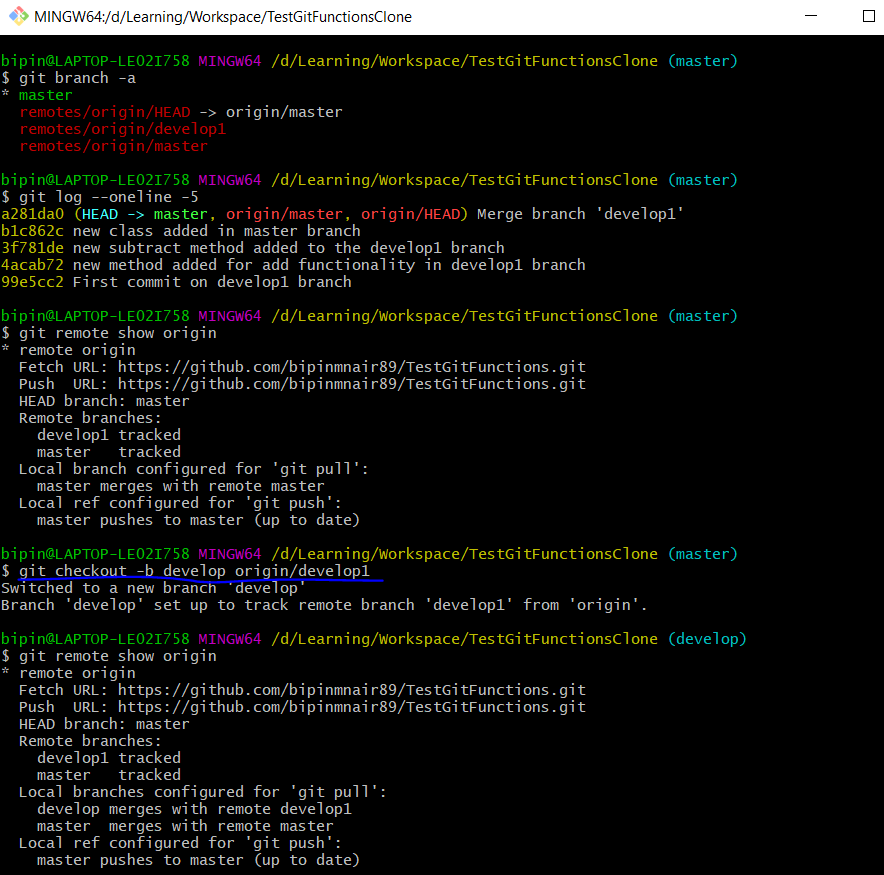 MINGW64:/d/Learning/Workspace/TestGitFunctionsClone
bipin@LAPTOP-LE02I758 MINGW64 /d/Learning/Workspace/TestGitFunctionsClone (master)
$ git branch -a
* master
  remotes/origin/HEAD -> origin/master
  remotes/origin/develop1
  remotes/origin/master
bipin@LAPTOP-LE02I758 MINGW64 /d/Learning/Workspace/TestGitFunctionsClone (master)
$ git log --oneline -5
a281da0 (HEAD -> master, origin/master, origin/HEAD) Merge branch 'develop1'
b1c862c new class added in master branch
3f781de new subtract method added to the develop1 branch
4acab72 new method added for add functionality in develop1 branch
99e5cc2 First commit on develop1 branch
bipin@LAPTOP-LE02I758 MINGW64 /d/Learning/Workspace/TestGitFunctionsClone (master)
$ git remote show origin
* remote origin
  Fetch URL: https://github.com/bipinmnair89/TestGitFunctions.git
  Push  URL: https://github.com/bipinmnair89/TestGitFunctions.git
  HEAD branch: master
  Remote branches:
    develop1 tracked
    master   tracked
  Local branch configured for 'git pull':
    master merges with remote master
  Local ref configured for 'git push':
    master pushes to master (up to date)
bipin@LAPTOP-LE02I758 MINGW64 /d/Learning/Workspace/TestGitFunctionsClone (master)
$ git checkout -b develop origin/develop1
Switched to a new branch 'develop'
Branch 'develop' set up to track remote branch 'develop1' from 'origin'.
bipin@LAPTOP-LE02I758 MINGW64 /d/Learning/Workspace/TestGitFunctionsClone (develop)
$ git remote show origin
* remote origin
  Fetch URL: https://github.com/bipinmnair89/TestGitFunctions.git
  Push  URL: https://github.com/bipinmnair89/TestGitFunctions.git
  HEAD branch: master
  Remote branches:
    develop1 tracked
    master   tracked
  Local branches configured for 'git pull':
    develop merges with remote develop1
    master  merges with remote master
  Local ref configured for 'git push':
    master pushes to master (up to date)